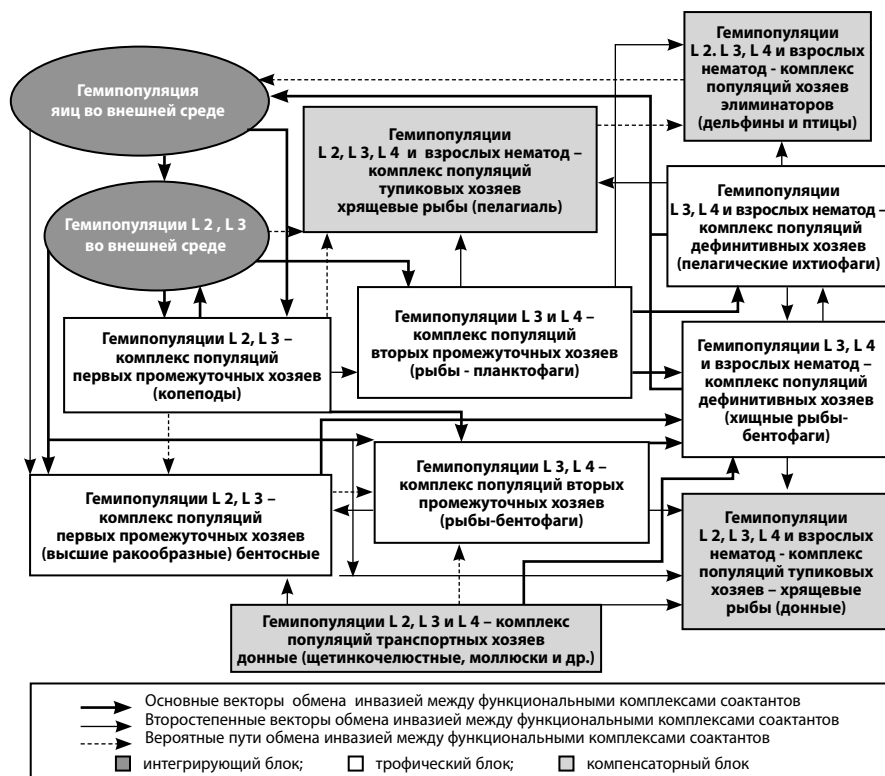 Гемипопуляция
яиц во внешней среде
Гемипопуляции
L 2. L 3, L 4 и взрослых
нематод - комплекс
популяций хозяев
элиминаторов
(дельфины и птицы)
Гемипопуляции
L 2, L 3, L 4 и взрослых нематод –
комплекс популяций
тупиковых хозяев
хрящевые рыбы (пелагиаль)
Гемипопуляции
L 3, L 4 и взрослых нематод –
комплекс популяций
дефинитивных хозяев
(пелагические ихтиофаги)
Гемипопуляции L 2 , L 3
во внешней среде
Гемипопуляции L 2, L 3 –
комплекс популяций
первых промежуточных хозяев
(копеподы)
Гемипопуляции L 3 и L 4 –
комплекс популяций
вторых промежуточных хозяев
(рыбы - планктофаги)
Гемипопуляции L 3, L 4
и взрослых нематод –
комплекс популяций
дефинитивных хозяев
(хищные рыбы-
бентофаги)
Гемипопуляции L 2, L 3 –
комплекс популяций
первых промежуточных хозяев
(высшие ракообразные) бентосные
Гемипопуляции L 3, L 4 –
комплекс популяций вторых
промежуточных хозяев
(рыбы-бентофаги)
Гемипопуляции
L 2, L 3, L 4 и взрослых
нематод - комплекс
популяций тупиковых
хозяев – хрящевые
рыбы (донные)
Гемипопуляции L 2, L 3 и L 4 – комплекс
популяций транспортных хозяев
донные (щетинкочелюстные, моллюски и др.)
Основные векторы обмена инвазией между функциональными комплексами соактантов
Второстепенные векторы обмена инвазией между функциональными комплексами соактантов
Вероятные пути обмена инвазией между функциональными комплексами соактантов
интегрирующий блок; трофический блок; компенсаторный блок